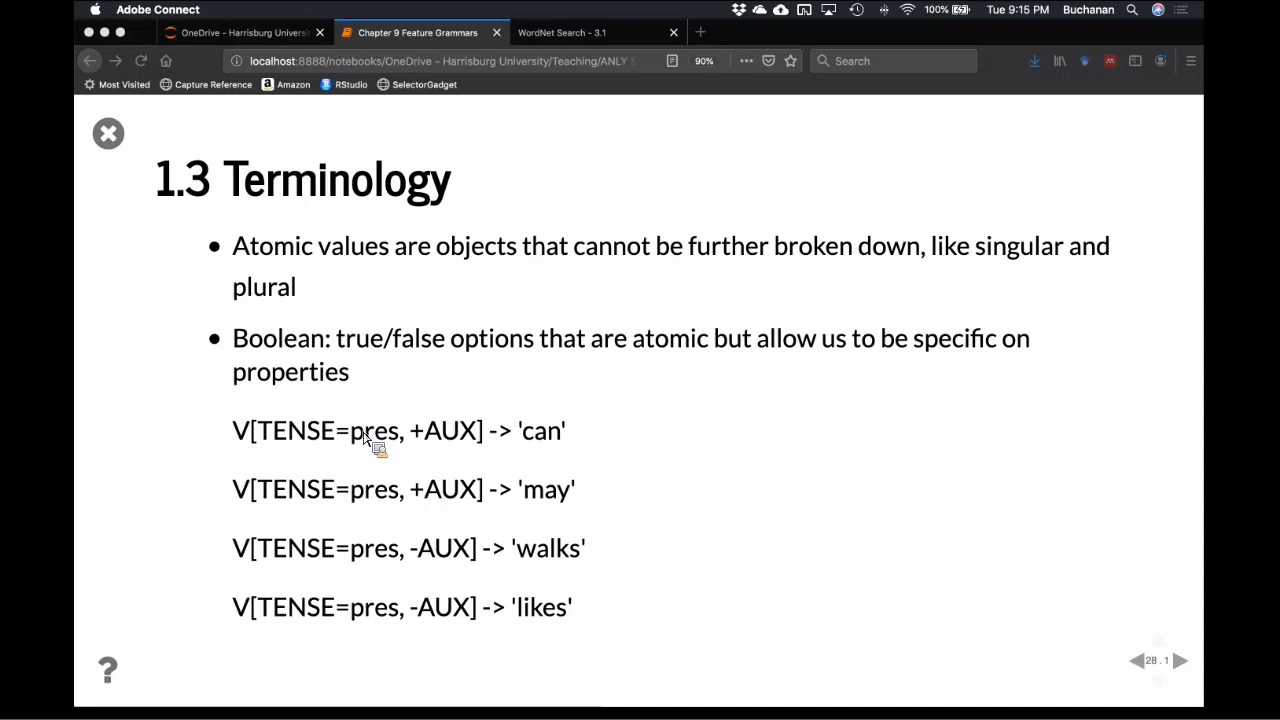 Adobe Connect
100%
Tue 9:15 PM
Buchanan
OneDrive - Harrisburg Universi
Chapter 9 Feature Grammars
WordNet Search - 3.1
localhost:8888/notebooks/OneDrive - Harrisburg University/Teaching/ANLY
90%
Search
Most Visited
Capture Reference
Amazon
RStudio
SelectorGadget
1.3 Terminology
• Atomic values are objects that cannot be further broken down, like singular and
plural
• Boolean: true/false options that are atomic but allow us to be specific on
properties
V[TENSE=pres, +AUX] -> 'can'
V[TENSE=pres, +AUX] -> 'may'
V[TENSE=pres, -AUX] -> 'walks'
V[TENSE=pres, -AUX] -> 'likes'
?
28 . 1